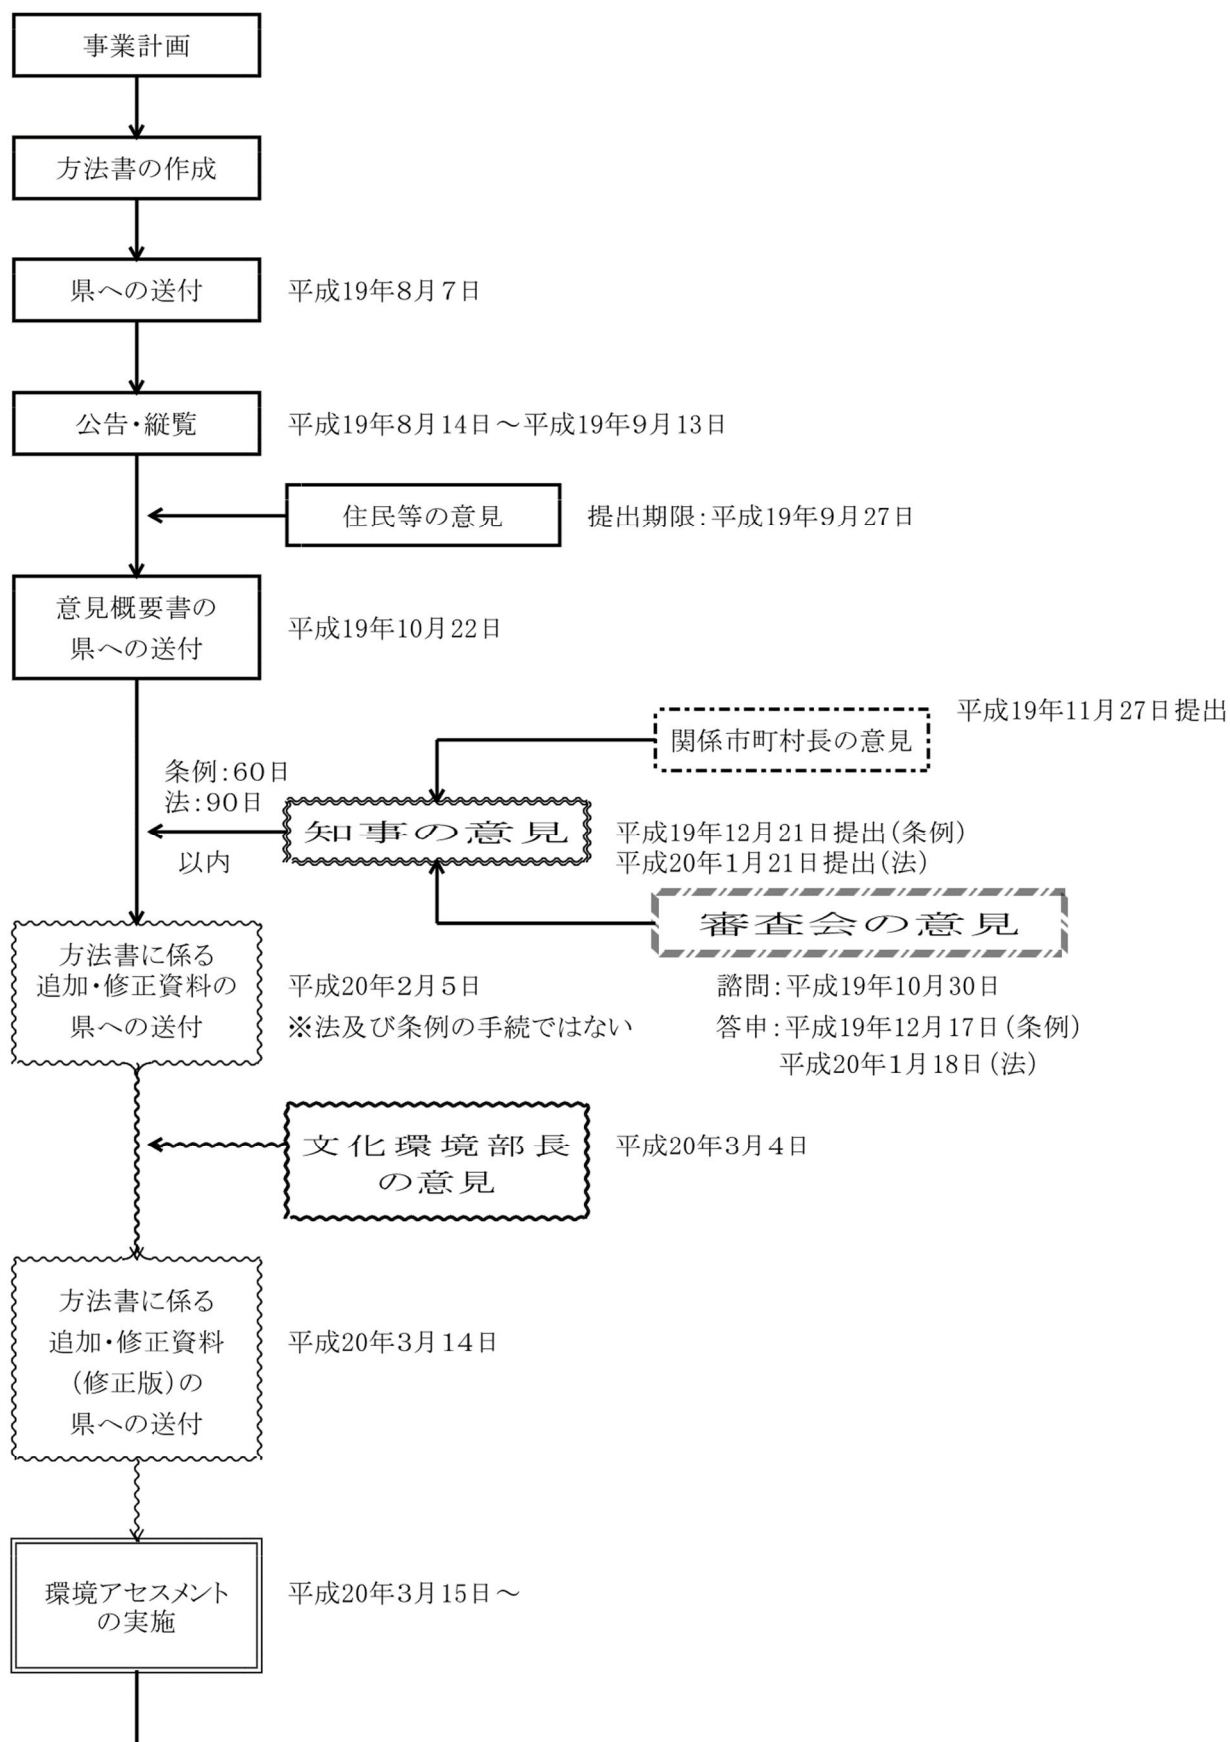 事業計画
方法書の作成
県への送付
平成19年8月7日
公告・縦覧
平成19年8月14日～平成19年9月13日
住民等の意見
提出期限：平成19年9月27日
意見概要書の
県への送付
平成19年10月22日
平成19年11月27日提出
関係市町村長の意見
条例：60日
法：90日
以内
知事の意見
平成19年12月21日提出（条例）
平成20年1月21日提出（法）
審査会の意見
諮問：平成19年10月30日
答申：平成19年12月17日（条例）
平成20年1月18日（法）
方法書に係る
追加・修正資料の
県への送付
平成20年2月5日
※法及び条例の手続ではない
文化環境部長
の意見
平成20年3月4日
方法書に係る
追加・修正資料
（修正版）の
県への送付
平成20年3月14日
環境アセスメント
の実施
平成20年3月15日～